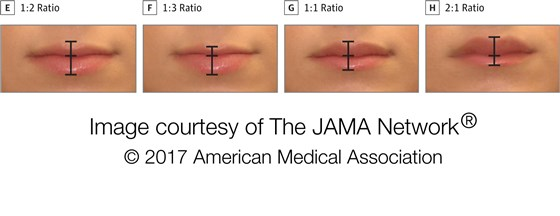 E 1:2 Ratio F 1:3 Ratio G 1:1 Ratio H 2:1 Ratio
Image courtesy of The JAMA Network®
© 2017 American Medical Association